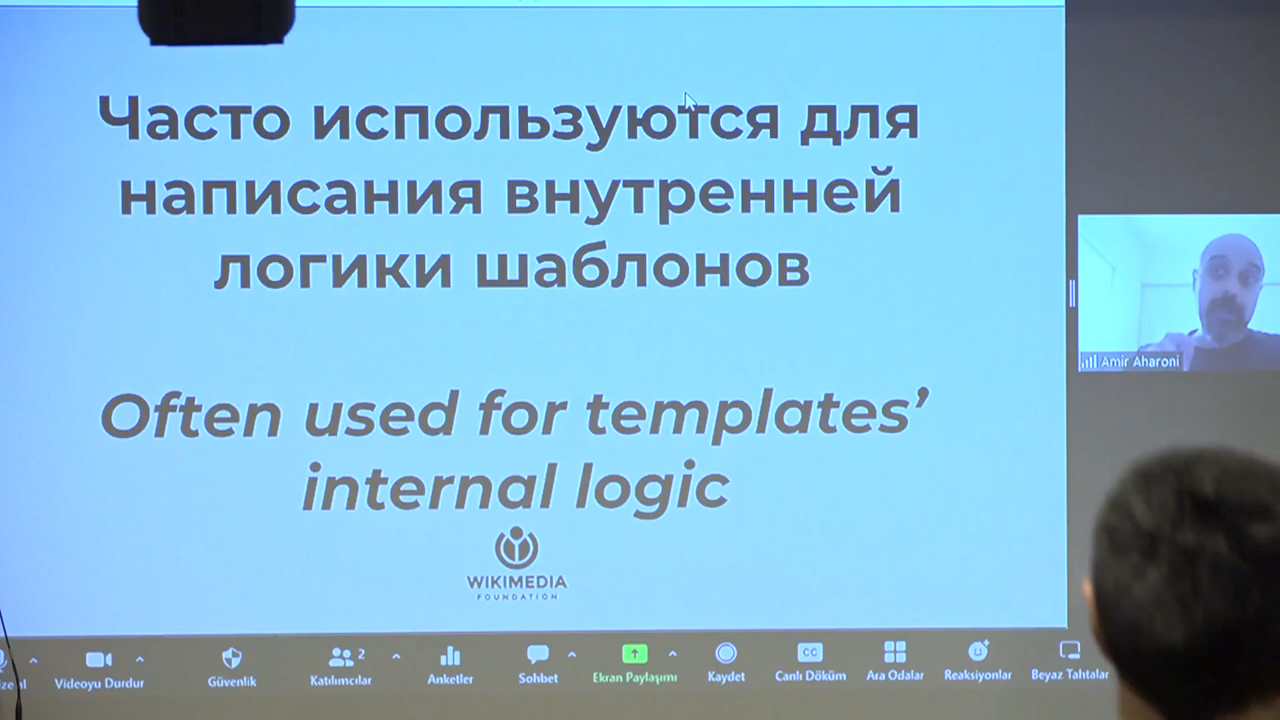 Часто используются для
написания внутренней
логики шаблонов
Often used for templates’
internal logic
WIKIMEDIA
FOUNDATION
Amir Aharoni
Videoyu Durdur
Güvenlik
2
Katılımcılar
Anketler
Sohbet
Ekran Paylaşımı
Kaydet
CC
Canlı Döküm
Ara Odalar
Reaksiyonlar
Beyaz Tahtalar